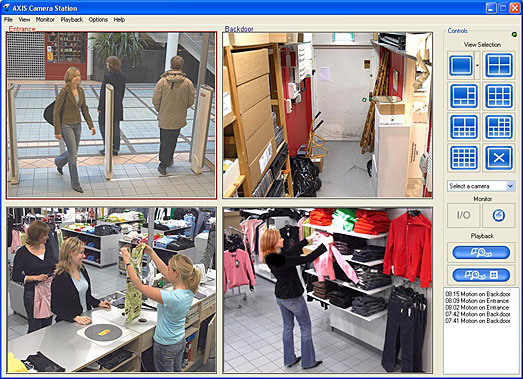 AXIS Camera Station
File View Monitor Playback Options Help
Entrance
Backdoor
Controls
View Selection
Select a camera
Monitor
I/O
Playback
08:15 Motion on Backdoor
08:09 Motion on Entrance
08:02 Motion on Entrance
07:42 Motion on Backdoor
07:41 Motion on Backdoor